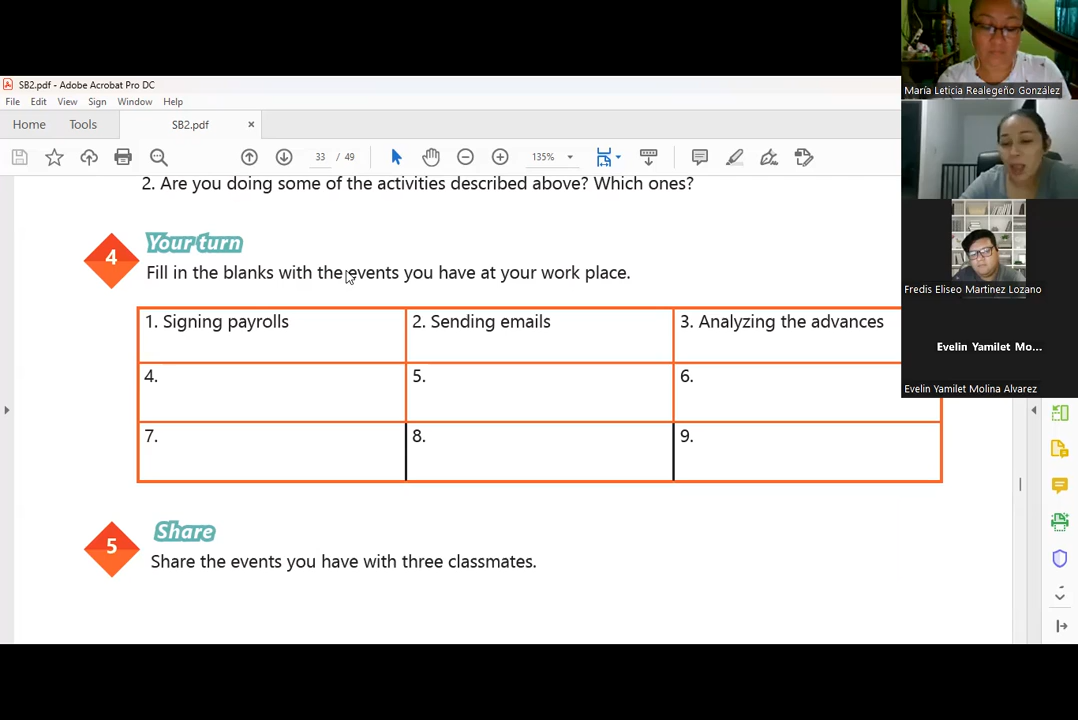 SB2.pdf - Adobe Acrobat Pro DC
File Edit View Sign Window Help
Home Tools SB2.pdf ×
33 / 49 135%
2. Are you doing some of the activities described above? Which ones?
4 Your turn
Fill in the blanks with the events you have at your work place.
1. Signing payrolls 2. Sending emails 3. Analyzing the advances
4. 5. 6.
7. 8. 9.
5 Share
Share the events you have with three classmates.
María Leticia Realegeño González
Fredis Eliseo Martinez Lozano
Evelin Yamilet Mo...
Evelin Yamilet Molina Alvarez